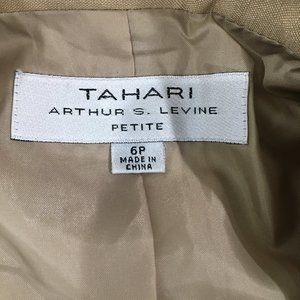 TAHARI
ARTHUR S. LEVINE
PETITE
6P
MADE IN
CHINA